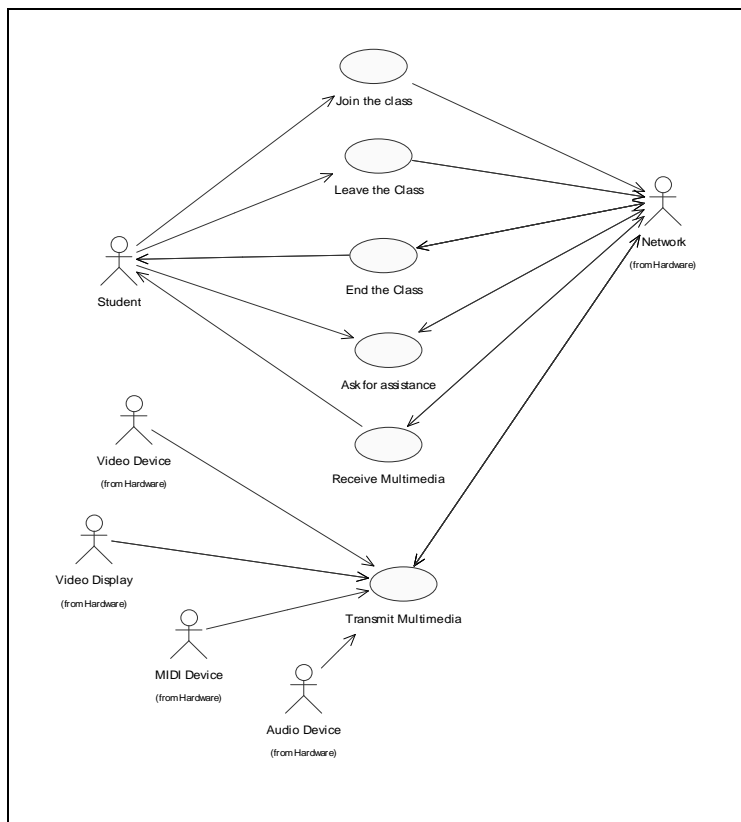 Join the class
Leave the Class
Network
(from Hardware)
Student
End the Class
Ask for assistance
Video Device
(from Hardware)
Receive Multimedia
Video Display
(from Hardware)
Transmit Multimedia
MIDI Device
(from Hardware)
Audio Device
(from Hardware)